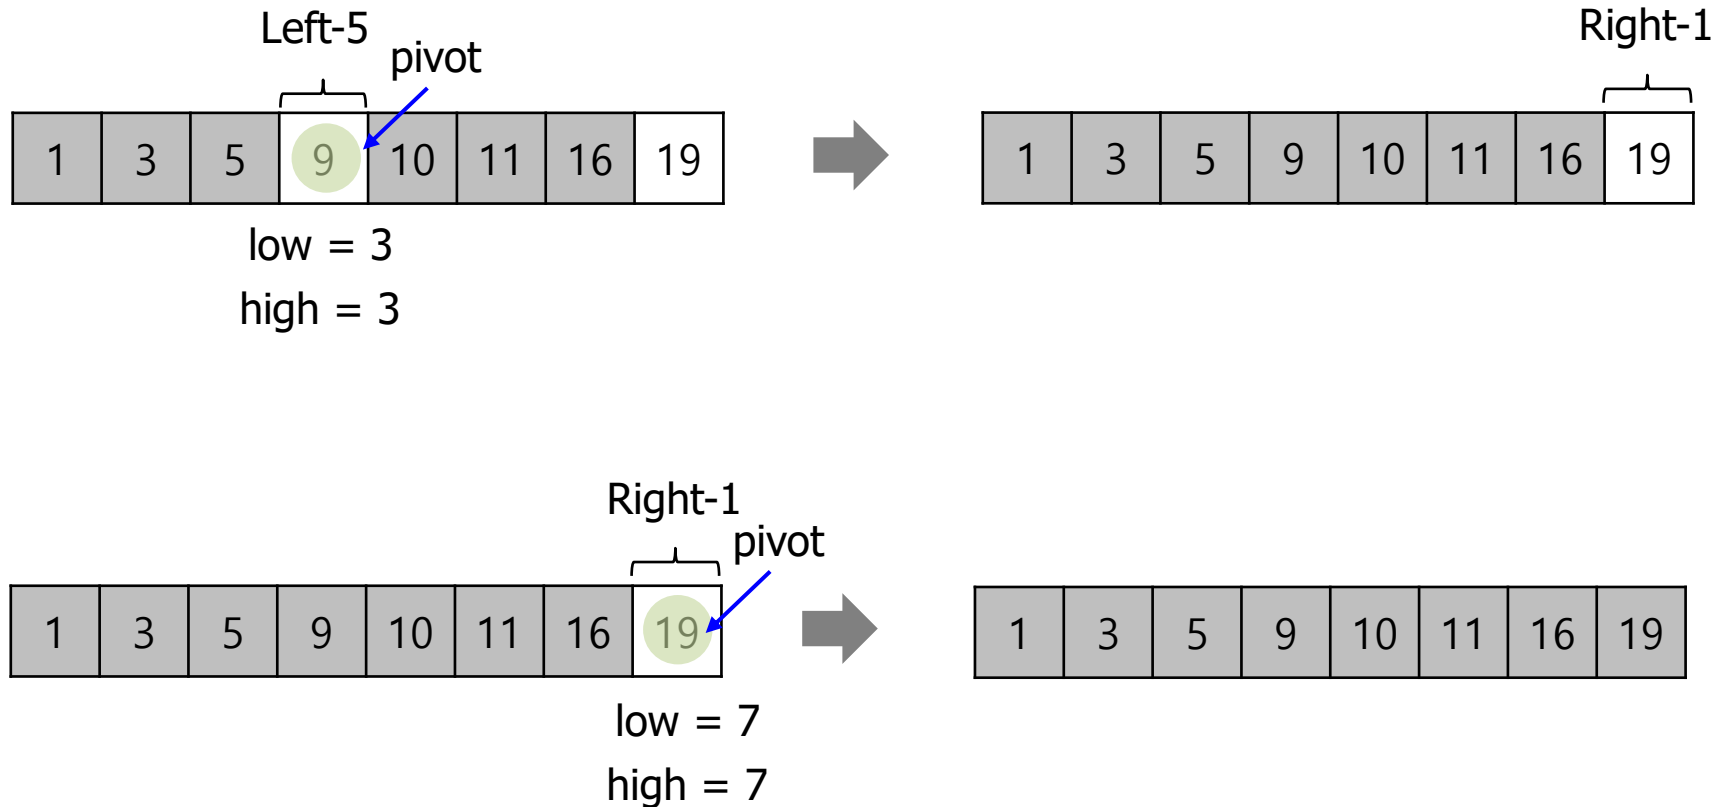 Left-5
pivot
Right-1
1 3 5 9 10 11 16 19
1 3 5 9 10 11 16 19
low = 3
high = 3
Right-1
pivot
1 3 5 9 10 11 16 19
1 3 5 9 10 11 16 19
low = 7
high = 7